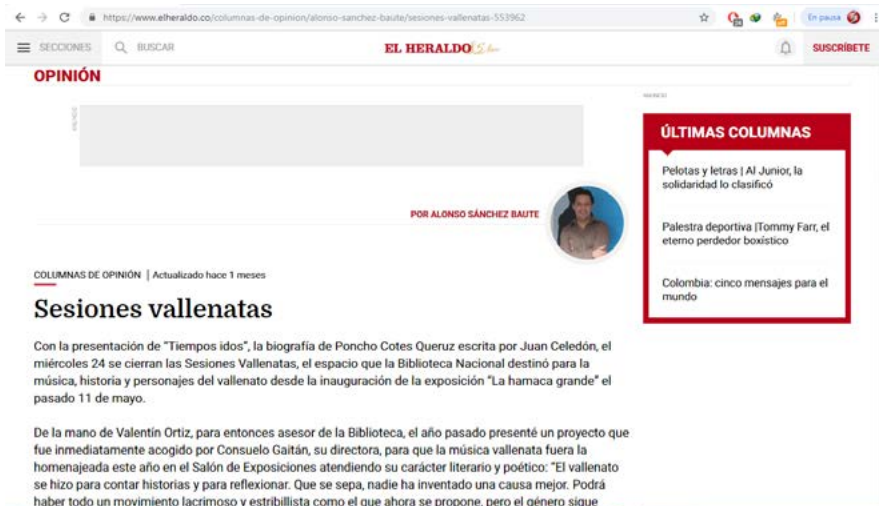 https://www.elheraldo.co/columnas-de-opinion/alonso-sanchez-baute/sesiones-vallenatas-553962
En pausa
SECCIONES
BUSCAR
EL HERALDO
SUSCRÍBETE
OPINIÓN
POR ALONSO SÁNCHEZ BAUTE
COLUMNAS DE OPINIÓN | Actualizado hace 1 meses
Sesiones vallenatas
Con la presentación de "Tiempos idos", la biografía de Poncho Cotes Queruz escrita por Juan Celedón, el
miércoles 24 se cierran las Sesiones Vallenatas, el espacio que la Biblioteca Nacional destinó para la
música, historia y personajes del vallenato desde la inauguración de la exposición "La hamaca grande" el
pasado 11 de mayo.
De la mano de Valentín Ortiz, para entonces asesor de la Biblioteca, el año pasado presenté un proyecto que
fue inmediatamente acogido por Consuelo Gaitán, su directora, para que la música vallenata fuera la
homenajeada este año en el Salón de Exposiciones atendiendo su carácter literario y poético: "El vallenato
se hizo para contar historias y para reflexionar. Que se sepa, nadie ha inventado una causa mejor. Podrá
haber todo un movimiento lacrimoso y estribillista como el que ahora se propone, pero el género sigue
ÚLTIMAS COLUMNAS
Pelotas y letras | Al Junior, la
solidaridad lo clasificó
Palestra deportiva |Tommy Farr, el
eterno perdedor boxístico
Colombia: cinco mensajes para el
mundo